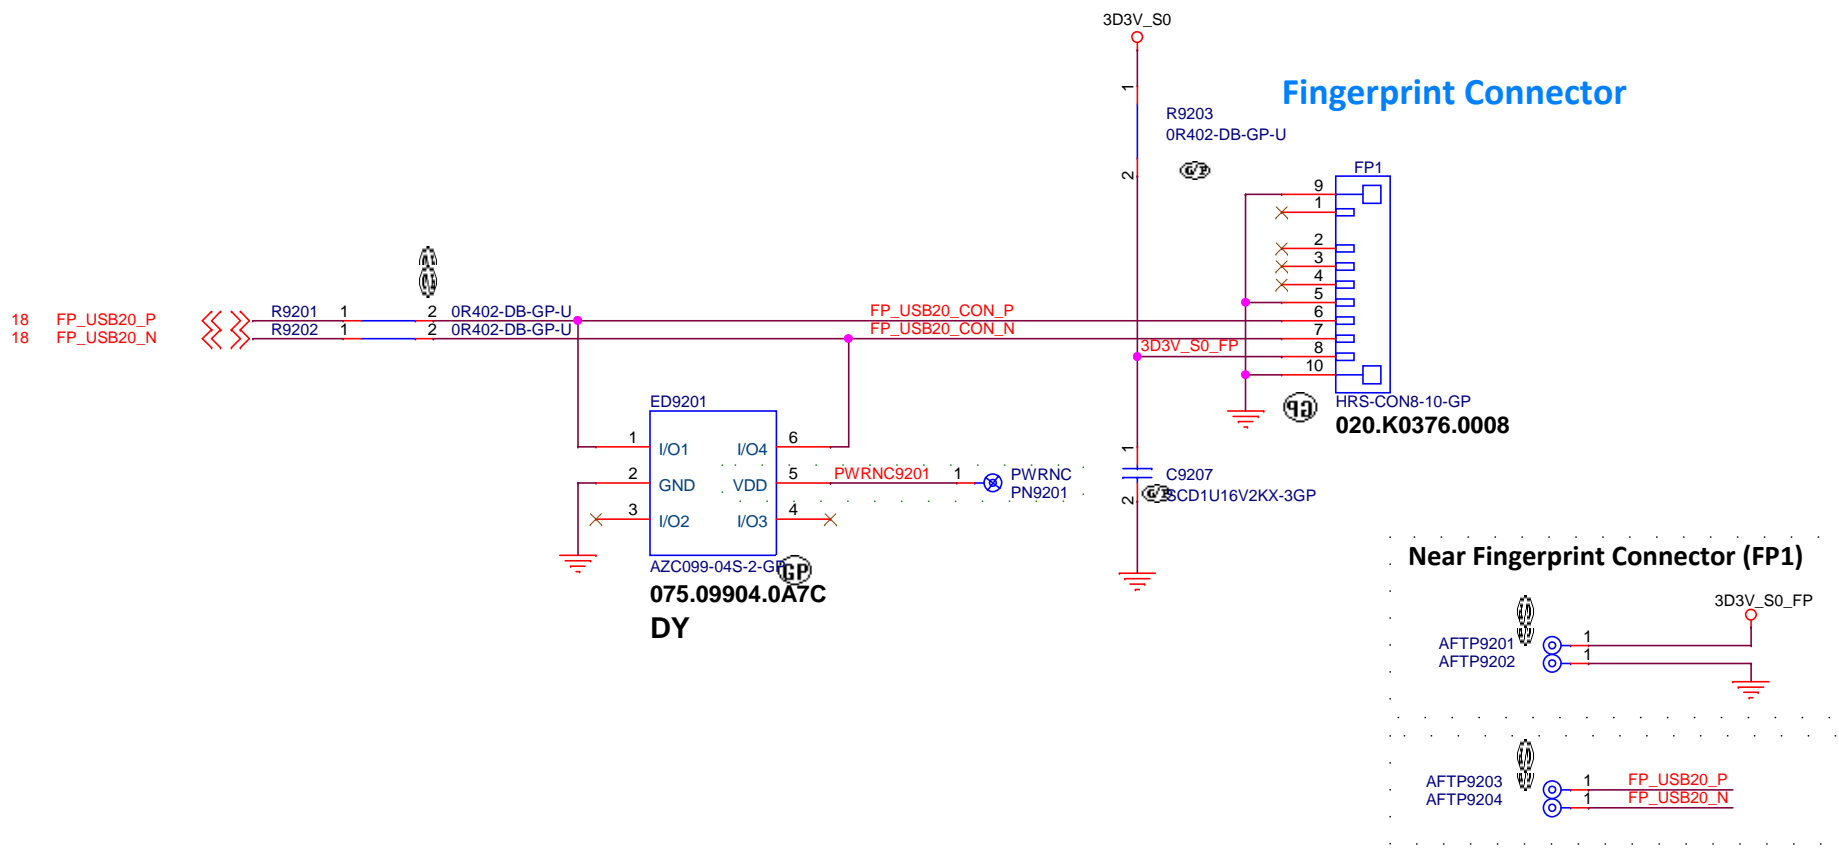 3D3V_S0
Fingerprint Connector
1
R9203
0R402-DB-GP-U
2
FP1
9
1
2
3
4
5
6
7
8
10
HRS-CON8-10-GP
020.K0376.0008
18 FP_USB20_P
18 FP_USB20_N
R9201 1 2 0R402-DB-GP-U
R9202 1 2 0R402-DB-GP-U
FP_USB20_CON_P
FP_USB20_CON_N
3D3V_S0_FP
ED9201
1 I/O1 I/O4 6
2 GND VDD 5
3 I/O2 I/O3 4
PWRNC9201 1 PWRNC
PN9201
AZC099-04S-2-GP
GP
075.09904.0A7C
DY
1
C9207
SCD1U16V2KX-3GP
2
Near Fingerprint Connector (FP1)
3D3V_S0_FP
AFTP9201 1
AFTP9202 1
AFTP9203 1 FP_USB20_P
AFTP9204 1 FP_USB20_N